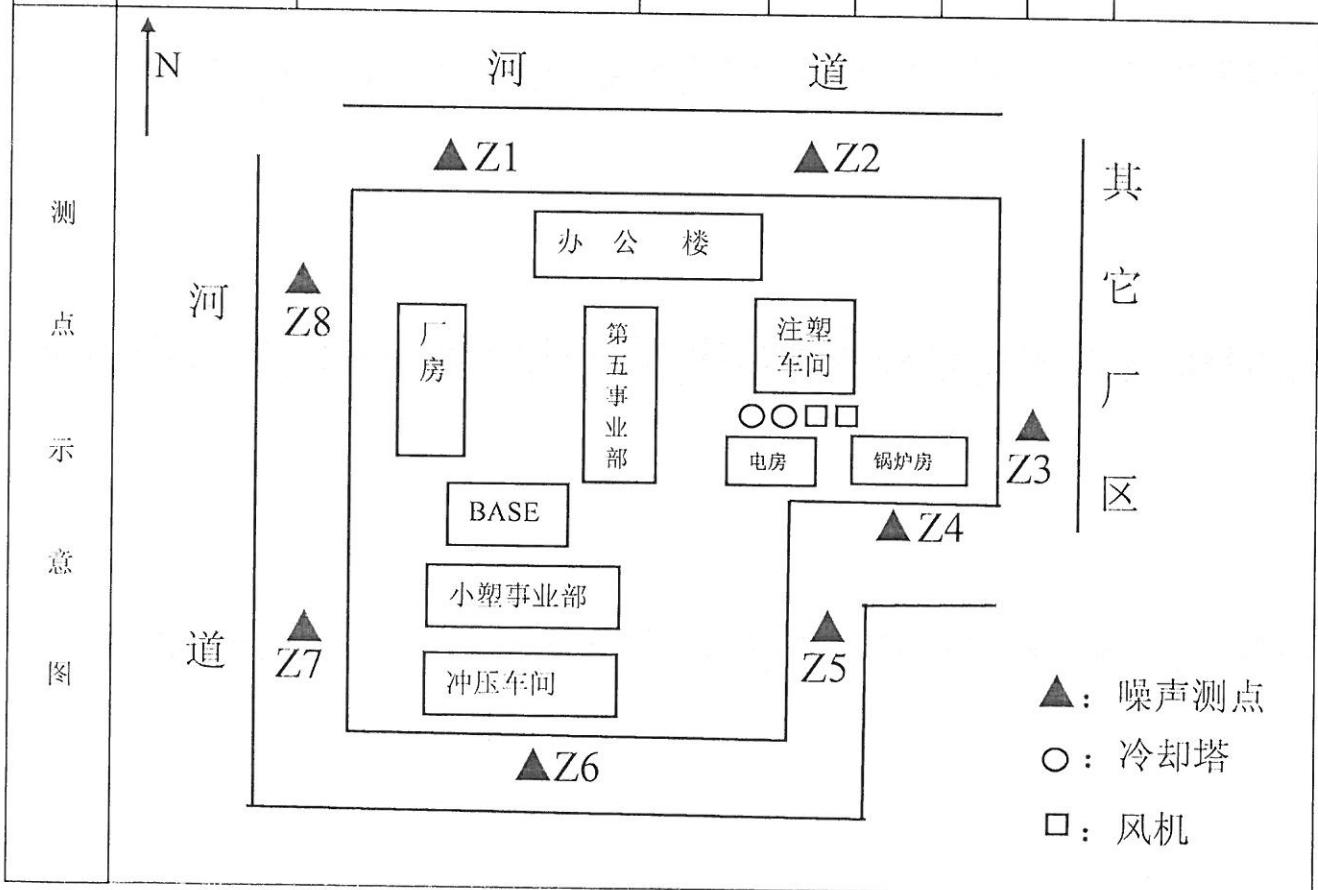 测点示意图
N
河 道
Z1
Z2
其它厂区
办 公 楼
河 道
Z8
厂房
第五事业部
注塑
车间
电房
锅炉房
Z3
BASE
Z4
小塑事业部
Z7
Z5
冲压车间
Z6
▲：噪声测点
○：冷却塔
□：风机